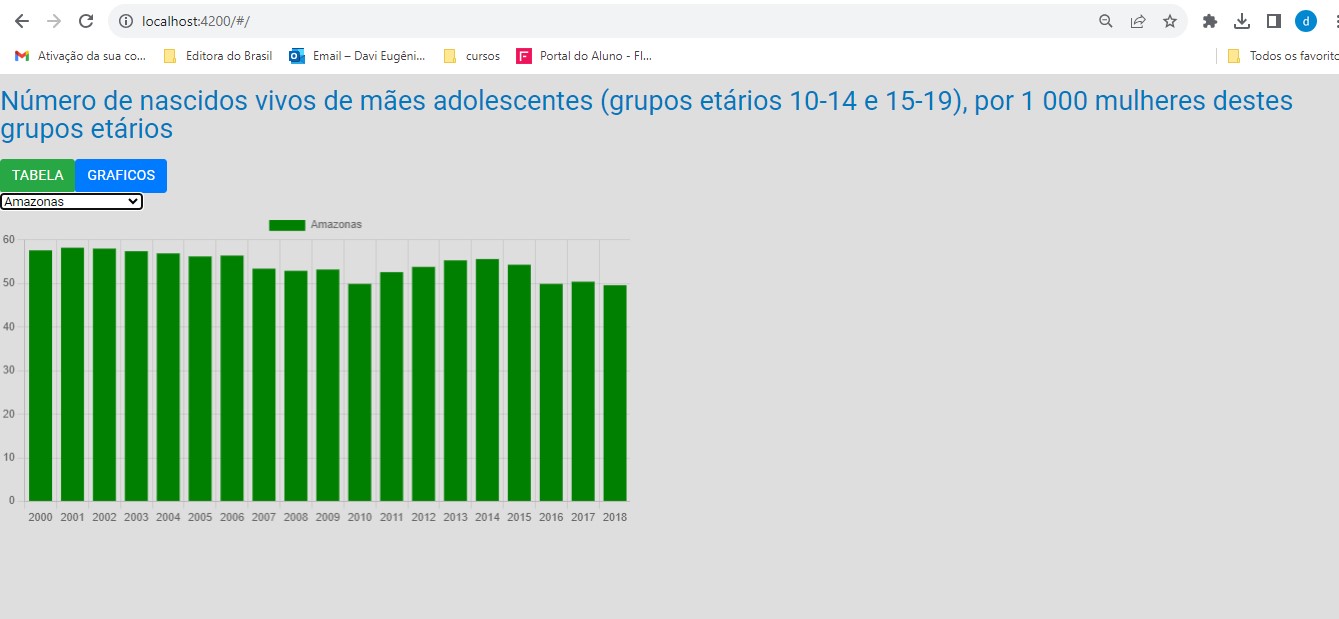 localhost:4200/#/
d
Ativação da sua co...
Editora do Brasil
Email – Davi Eugêni...
cursos
Portal do Aluno - Fl...
Todos os favorito
Número de nascidos vivos de mães adolescentes (grupos etários 10-14 e 15-19), por 1 000 mulheres destes
grupos etários
TABELA GRAFICOS
Amazonas
Amazonas
60
50
40
30
20
10
0
2000 2001 2002 2003 2004 2005 2006 2007 2008 2009 2010 2011 2012 2013 2014 2015 2016 2017 2018